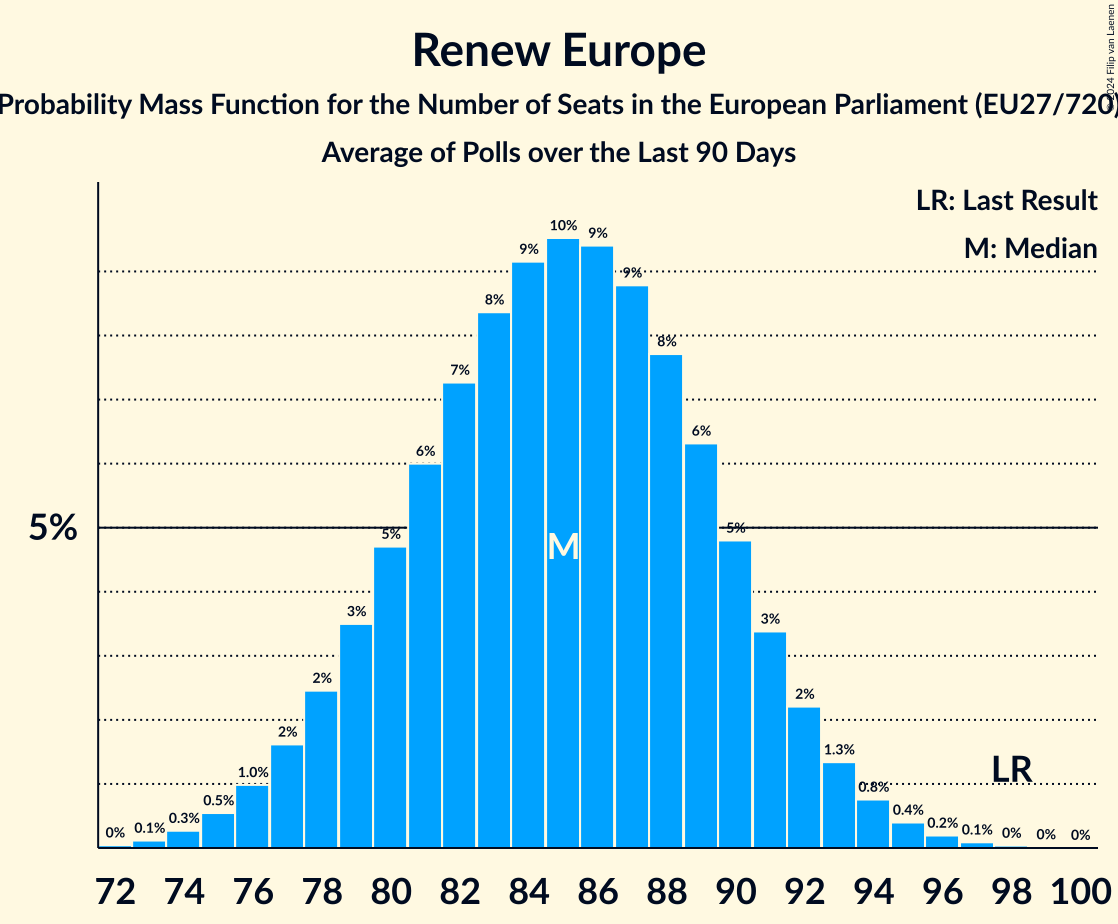 Renew Europe
Probability Mass Function for the Number of Seats in the European Parliament (EU27/720)
Average of Polls over the Last 90 Days
© 2024 Filip van Laenen
LR: Last Result
M: Median
5%
0% 0.1% 0.3% 0.5% 1.0% 2% 2% 3% 5% 6% 7% 8% 9% 10% 9% 9% 8% 6% 5% 3% 2% 1.3% 0.8% 0.4% 0.2% 0.1% 0% 0% 0%
M
LR
72 74 76 78 80 82 84 86 88 90 92 94 96 98 100